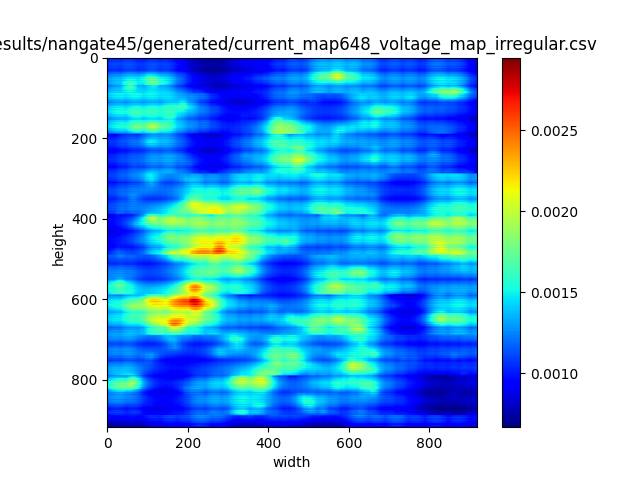 esults/nangate45/generated/current_map648_voltage_map_irregular.csv
0
200
400
600
800
height
0 200 400 600 800
width
0.0025
0.0020
0.0015
0.0010